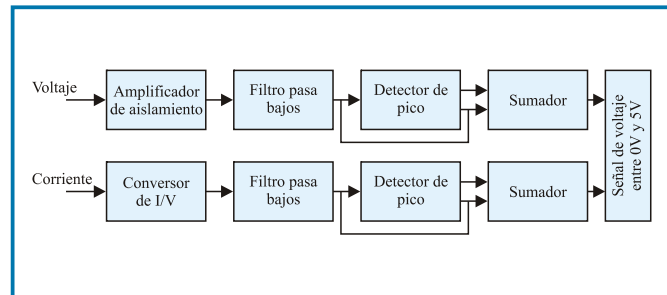 Voltaje
Amplificador
de aislamiento
Filtro pasa
bajos
Detector de
pico
Sumador
Señal de voltaje
entre 0V y 5V
Corriente
Conversor
de I/V
Filtro pasa
bajos
Detector de
pico
Sumador